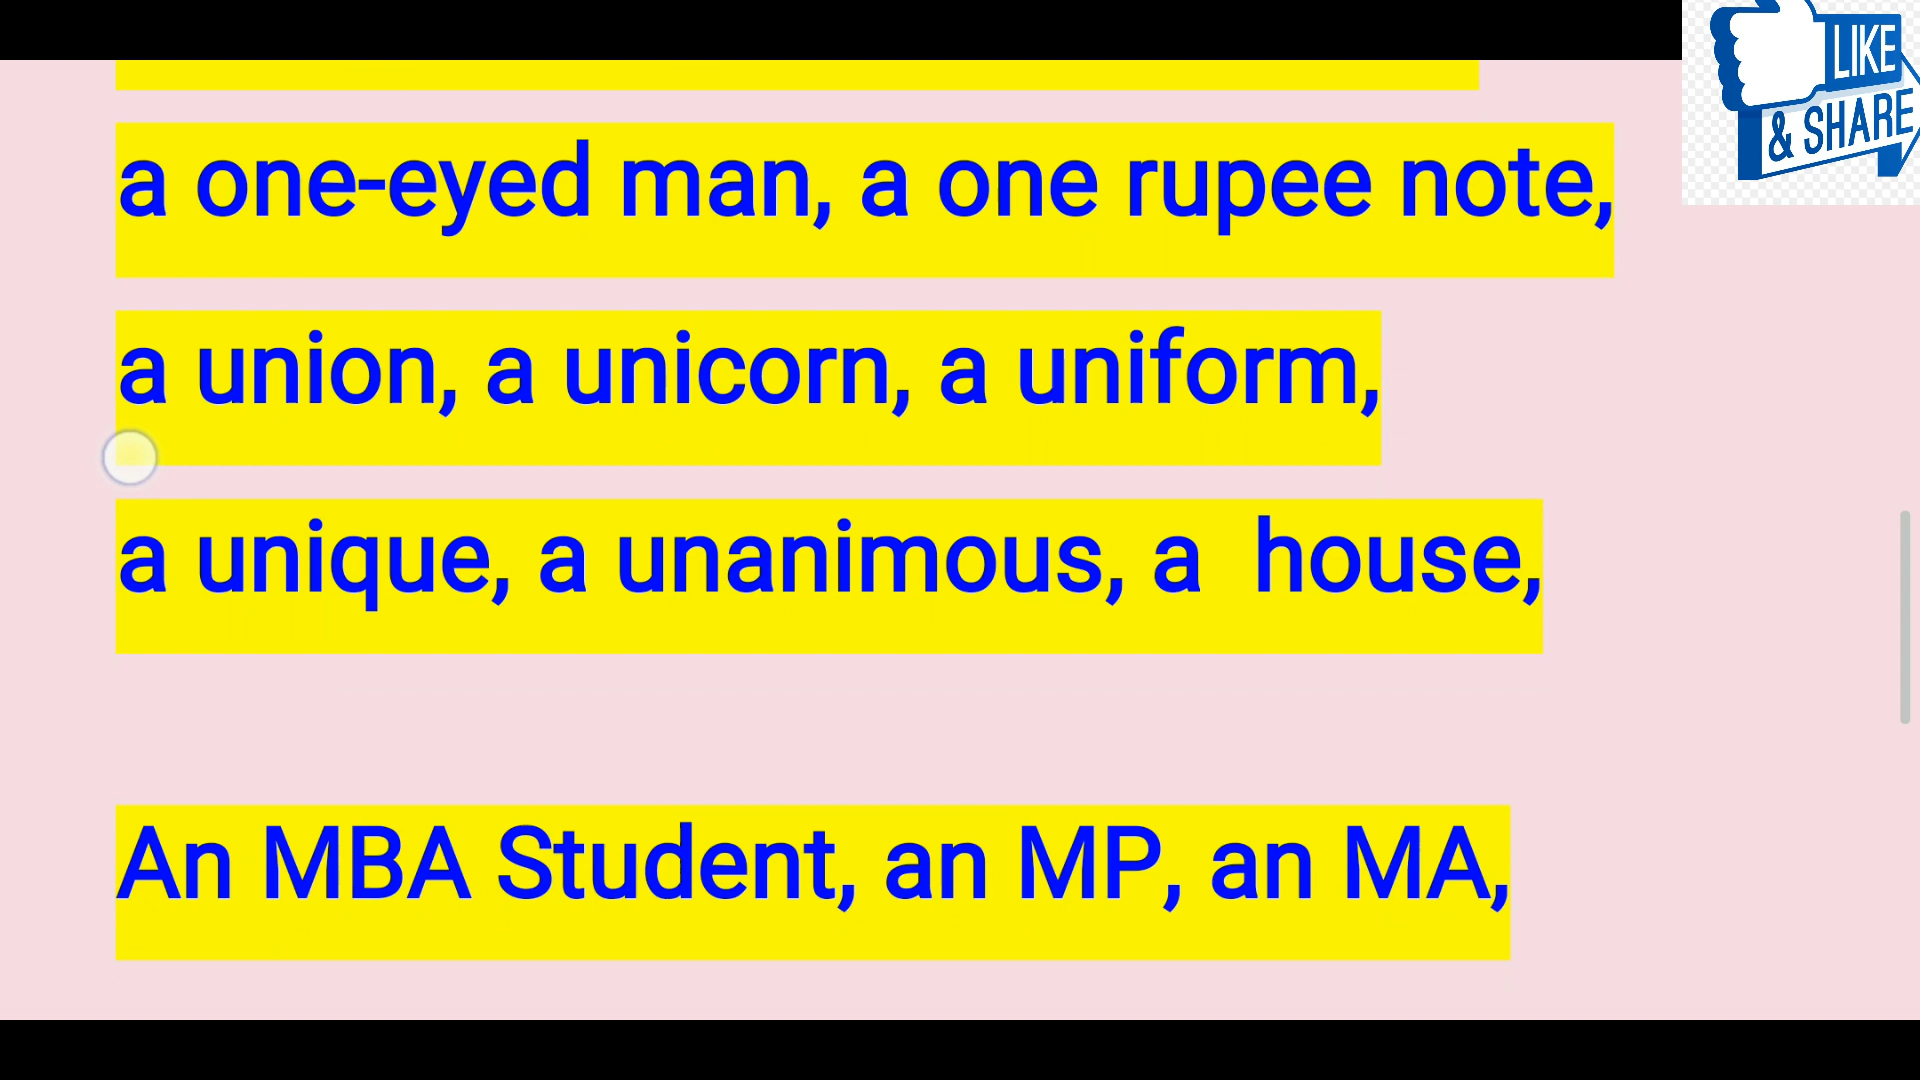 LIKE
& SHARE
a one-eyed man, a one rupee note,
a union, a unicorn, a uniform,
a unique, a unanimous, a  house,
An MBA Student, an MP, an MA,